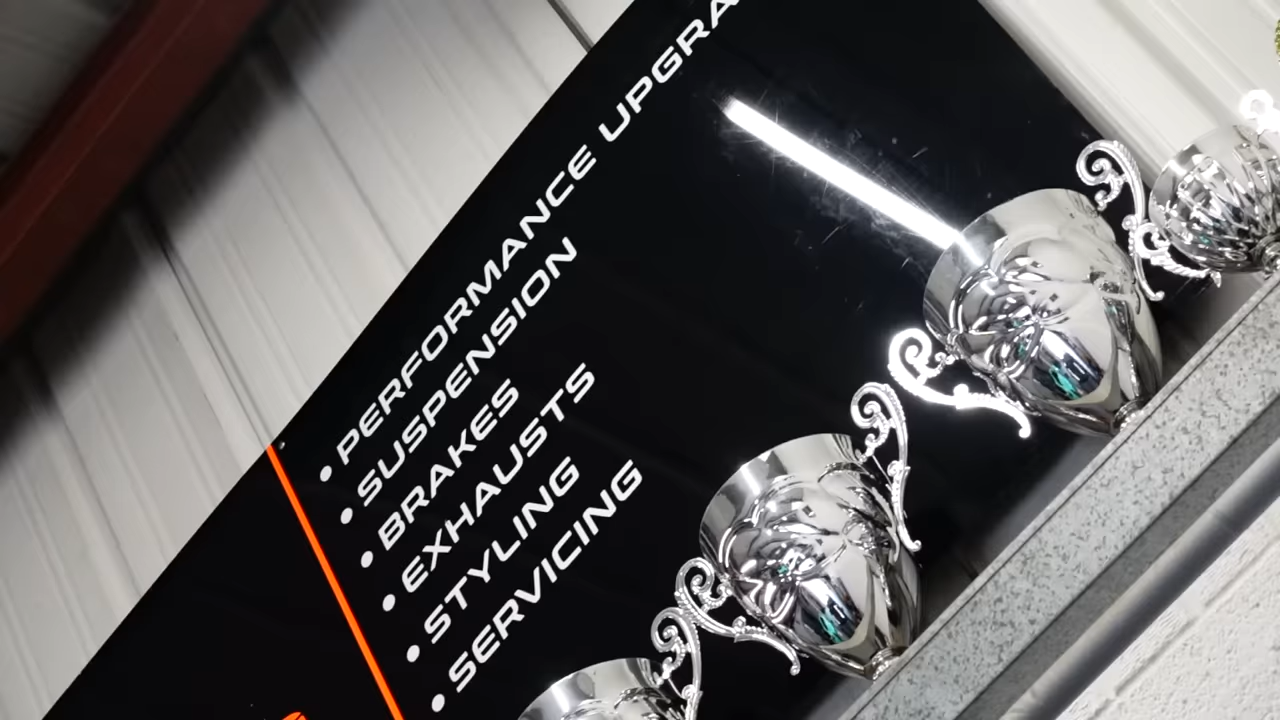 • PERFORMANCE UPGRA
• SUSPENSION
• BRAKES
• EXHAUSTS
• STYLING
• SERVICING